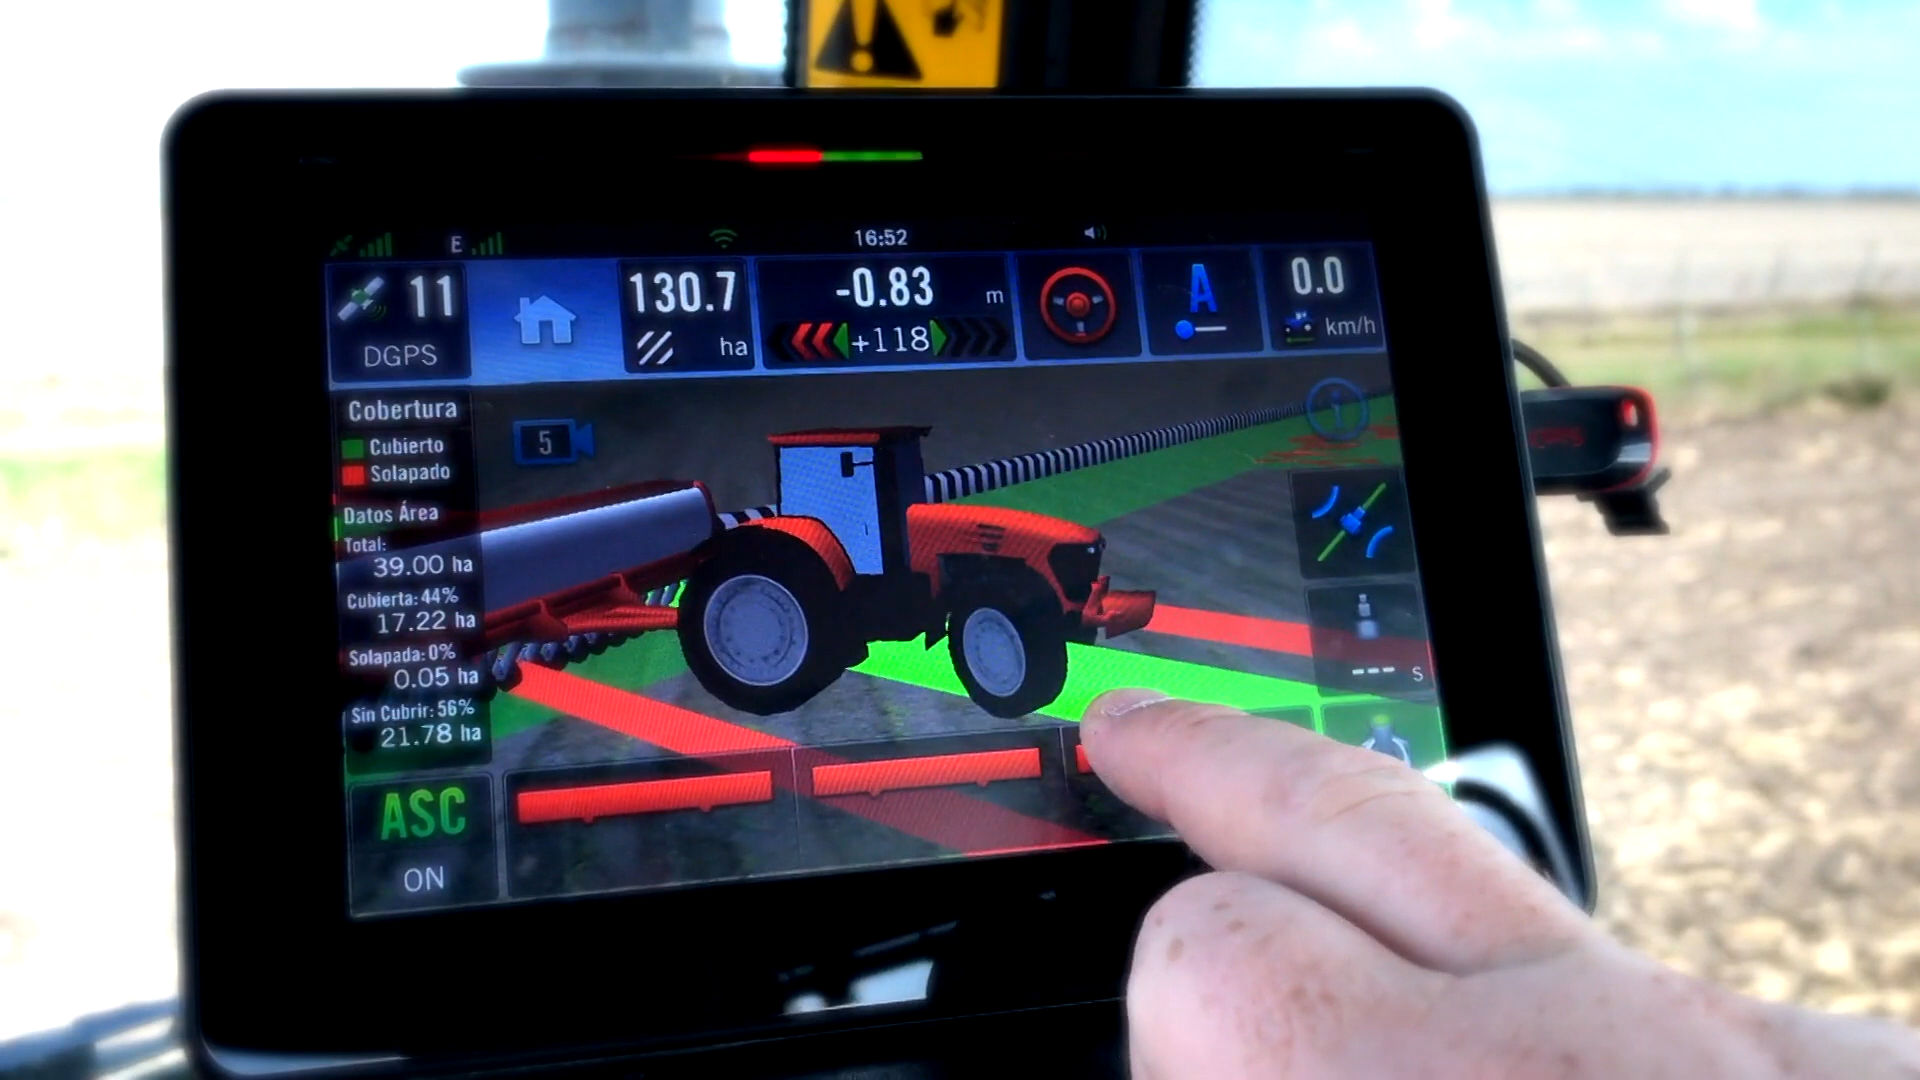 E
16:52
11
DGPS
130.7
ha
-0.83 m
+118
A
0.0
km/h
Cobertura
Cubierto
Solapado
5
Datos Área
Total:
39.00 ha
Cubierta: 44%
17.22 ha
Solapada: 0%
0.05 ha
Sin Cubrir: 56%
21.78 ha
--- s
ASC
ON